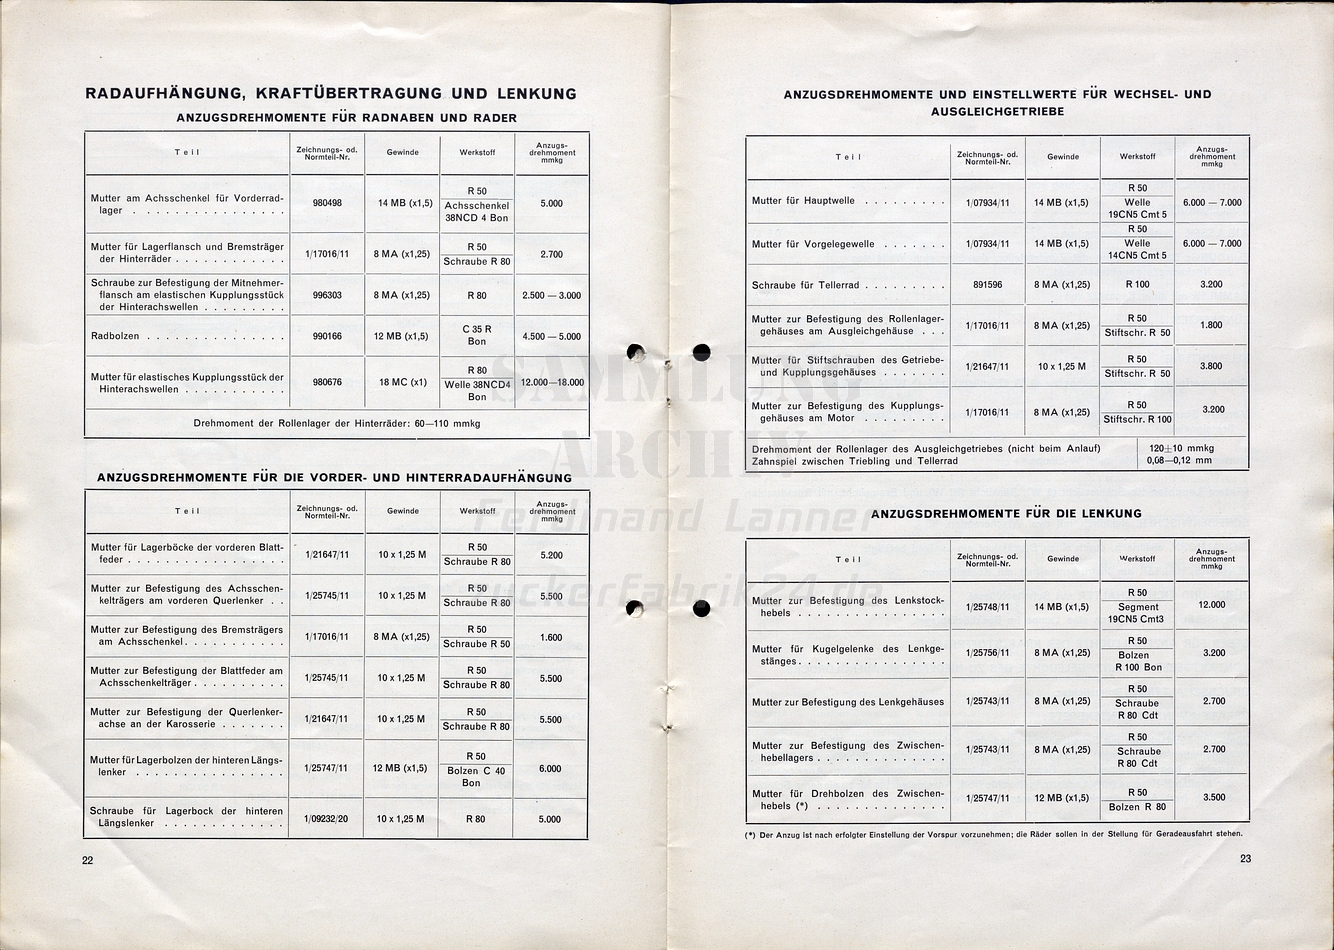 RADAUFHÄNGUNG, KRAFTÜBERTRAGUNG UND LENKUNG
ANZUGSDREHMOMENTE FÜR RADNABEN UND RADER
Teil
Zeichnungs- od.
Normteil-Nr.
Gewinde
Werkstoff
Anzugs-
drehmoment
mmkg
Mutter am Achsschenkel für Vorderrad-
lager . . . . . . . . . . . . . . .
980498
14 MB (x1,5)
R 50
Achsschenkel
38NCD 4 Bon
5.000
Mutter für Lagerflansch und Bremsträger
der Hinterräder . . . . . . . . . . . .
1/17016/11
8 MA (x1,25)
R 50
Schraube R 80
2.700
Schraube zur Befestigung der Mitnehmer-
flansch am elastischen Kupplungsstück
der Hinterachswellen . . . . . . . . .
996303
8 MA (x1,25)
R 80
2.500 — 3.000
Radbolzen . . . . . . . . . . . . . . .
990166
12 MB (x1,5)
C 35 R
Bon
4.500 — 5.000
Mutter für elastisches Kupplungsstück der
Hinterachswellen . . . . . . . . . . .
980676
18 MC (x1)
R 80
Welle 38NCD4
Bon
12.000—18.000
Drehmoment der Rollenlager der Hinterräder: 60—110 mmkg
ANZUGSDREHMOMENTE FÜR DIE VORDER- UND HINTERRADAUFHÄNGUNG
Teil
Zeichnungs- od.
Normteil-Nr.
Gewinde
Werkstoff
Anzugs-
drehmoment
mmkg
Mutter für Lagerböcke der vorderen Blatt-
feder . . . . . . . . . . . . . . . .
1/21647/11
10 x 1,25 M
R 50
Schraube R 80
5.200
Mutter zur Befestigung des Achsschen-
kelträgers am vorderen Querlenker . .
1/25745/11
10 x 1,25 M
R 50
Schraube R 80
5.500
Mutter zur Befestigung des Bremsträgers
am Achsschenkel. . . . . . . . . . .
1/17016/11
8 MA (x1,25)
R 50
Schraube R 50
1.600
Mutter zur Befestigung der Blattfeder am
Achsschenkelträger . . . . . . . . . .
1/25745/11
10 x 1,25 M
R 50
Schraube R 80
5.500
Mutter zur Befestigung der Querlenker-
achse an der Karosserie . . . . . . .
1/21647/11
10 x 1,25 M
R 50
Schraube R 80
5.500
Mutter für Lagerbolzen der hinteren Längs-
lenker . . . . . . . . . . . . . . .
1/25747/11
12 MB (x1,5)
R 50
Bolzen C 40
Bon
6.000
Schraube für Lagerbock der hinteren
Längslenker . . . . . . . . . . . .
1/09232/20
10 x 1,25 M
R 80
5.000
22
ANZUGSDREHMOMENTE UND EINSTELLWERTE FÜR WECHSEL- UND
AUSGLEICHGETRIEBE
Teil
Zeichnungs- od.
Normteil-Nr.
Gewinde
Werkstoff
Anzugs-
drehmoment
mmkg
Mutter für Hauptwelle . . . . . . . . .
1/07934/11
14 MB (x1,5)
R 50
Welle
19CN5 Cmt 5
6.000 — 7.000
Mutter für Vorgelegewelle . . . . . . .
1/07934/11
14 MB (x1,5)
R 50
Welle
14CN5 Cmt 5
6.000 — 7.000
Schraube für Tellerrad . . . . . . . . .
891596
8 MA (x1,25)
R 100
3.200
Mutter zur Befestigung des Rollenlager-
gehäuses am Ausgleichgehäuse . . .
1/17016/11
8 MA (x1,25)
R 50
Stiftschr. R 50
1.800
Mutter für Stiftschrauben des Getriebe-
und Kupplungsgehäuses . . . . . . .
1/21647/11
10 x 1,25 M
R 50
Stiftschr. R 50
3.800
Mutter zur Befestigung des Kupplungs-
gehäuses am Motor . . . . . . . . .
1/17016/11
8 MA (x1,25)
R 50
Stiftschr. R 100
3.200
Drehmoment der Rollenlager des Ausgleichgetriebes (nicht beim Anlauf)
120±10 mmkg
Zahnspiel zwischen Triebling und Tellerrad
0,08—0,12 mm
ANZUGSDREHMOMENTE FÜR DIE LENKUNG
Teil
Zeichnungs- od.
Normteil-Nr.
Gewinde
Werkstoff
Anzugs-
drehmoment
mmkg
Mutter zur Befestigung des Lenkstock-
hebels . . . . . . . . . . . . . . .
1/25748/11
14 MB (x1,5)
R 50
Segment
19CN5 Cmt3
12.000
Mutter für Kugelgelenke des Lenkge-
stänges. . . . . . . . . . . . . . .
1/25756/11
8 MA (x1,25)
R 50
Bolzen
R 100 Bon
3.200
Mutter zur Befestigung des Lenkgehäuses
1/25743/11
8 MA (x1,25)
R 50
Schraube
R 80 Cdt
2.700
Mutter zur Befestigung des Zwischen-
hebellagers . . . . . . . . . . . . .
1/25743/11
8 MA (x1,25)
R 50
Schraube
R 80 Cdt
2.700
Mutter für Drehbolzen des Zwischen-
hebels (*) . . . . . . . . . . . . .
1/25747/11
12 MB (x1,5)
R 50
Bolzen R 80
3.500
(*) Der Anzug ist nach erfolgter Einstellung der Vorspur vorzunehmen; die Räder sollen in der Stellung für Geradeausfahrt stehen.
23
SAMMLUNG
ARCHIV
Ferdinand Lanner
zuckerfabrik24.de